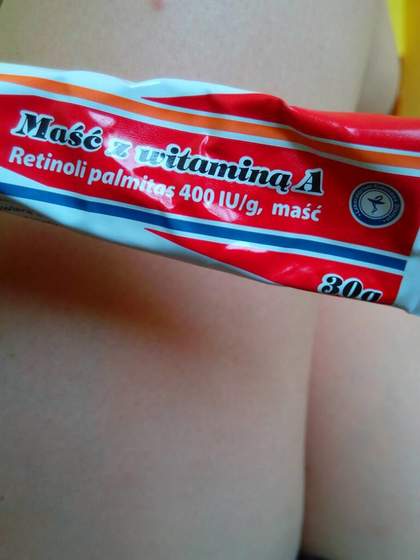 Maść z witaminą A
Retinoli palmitas 400 IU/g, maść
30g